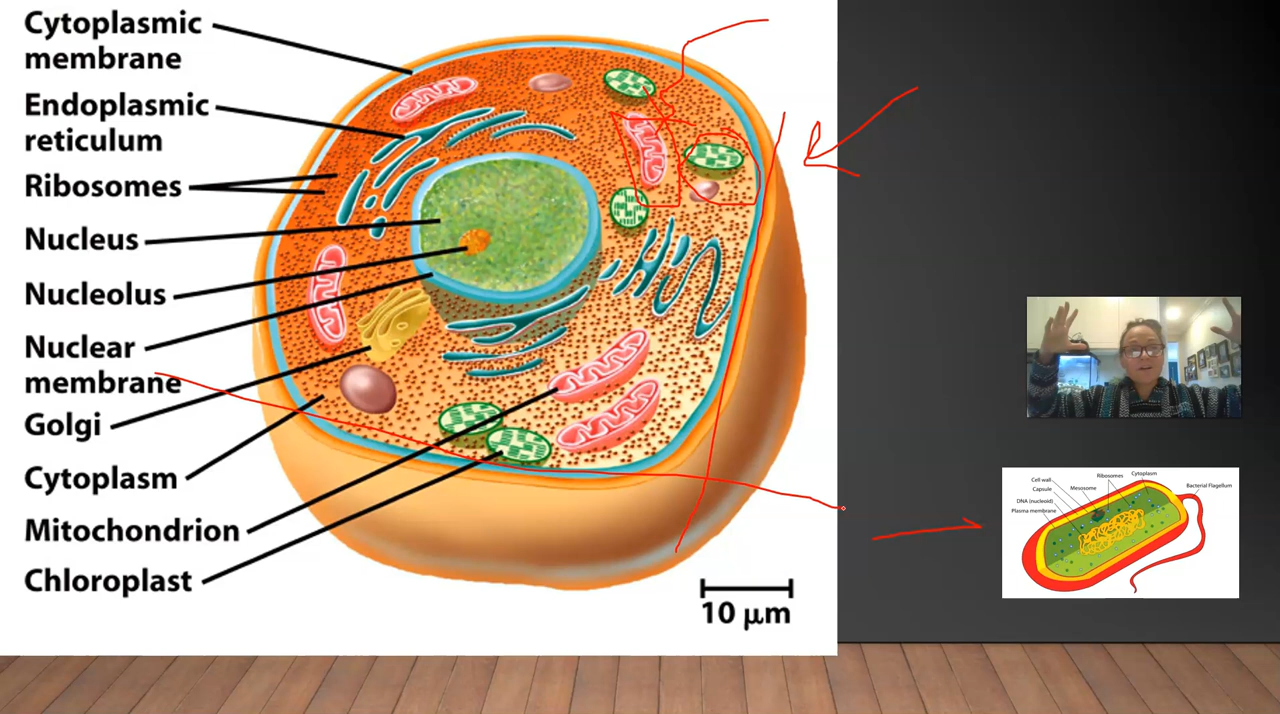 Cytoplasmic
membrane
Endoplasmic
reticulum
Ribosomes
Nucleus
Nucleolus
Nuclear
membrane
Golgi
Cytoplasm
Mitochondrion
Chloroplast
10 μm
Cell wall
Capsule
DNA (nucleoid)
Plasma membrane
Mesosome
Ribosomes
Cytoplasm
Bacterial Flagellum